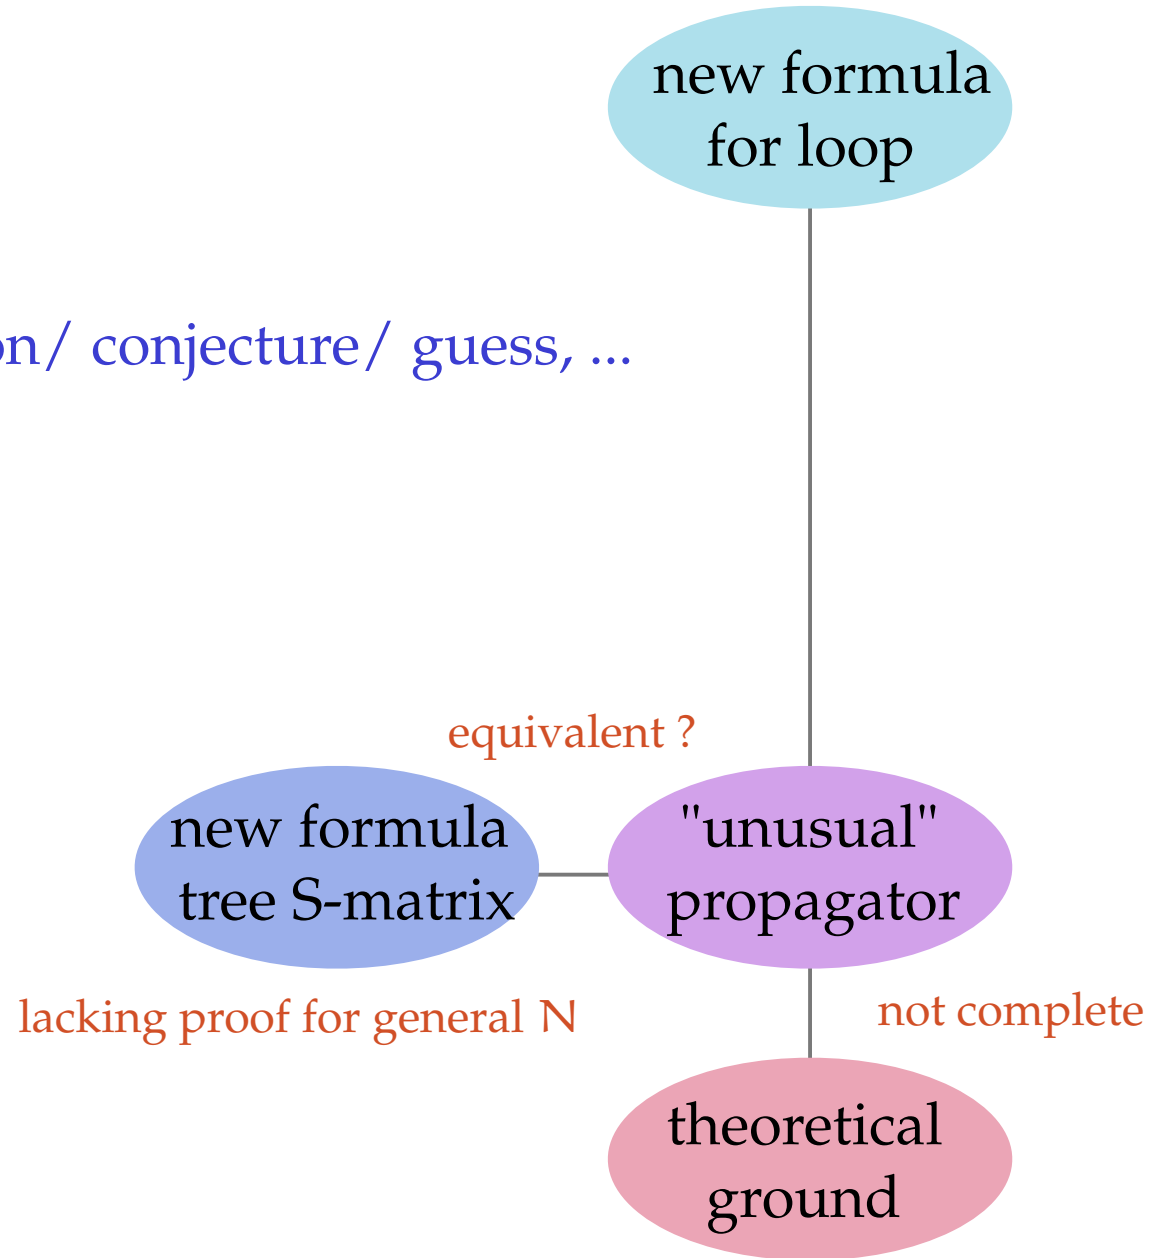 new formula
for loop
on/ conjecture/ guess, ...
equivalent ?
new formula
tree S-matrix
"unusual"
propagator
lacking proof for general N
not complete
theoretical
ground